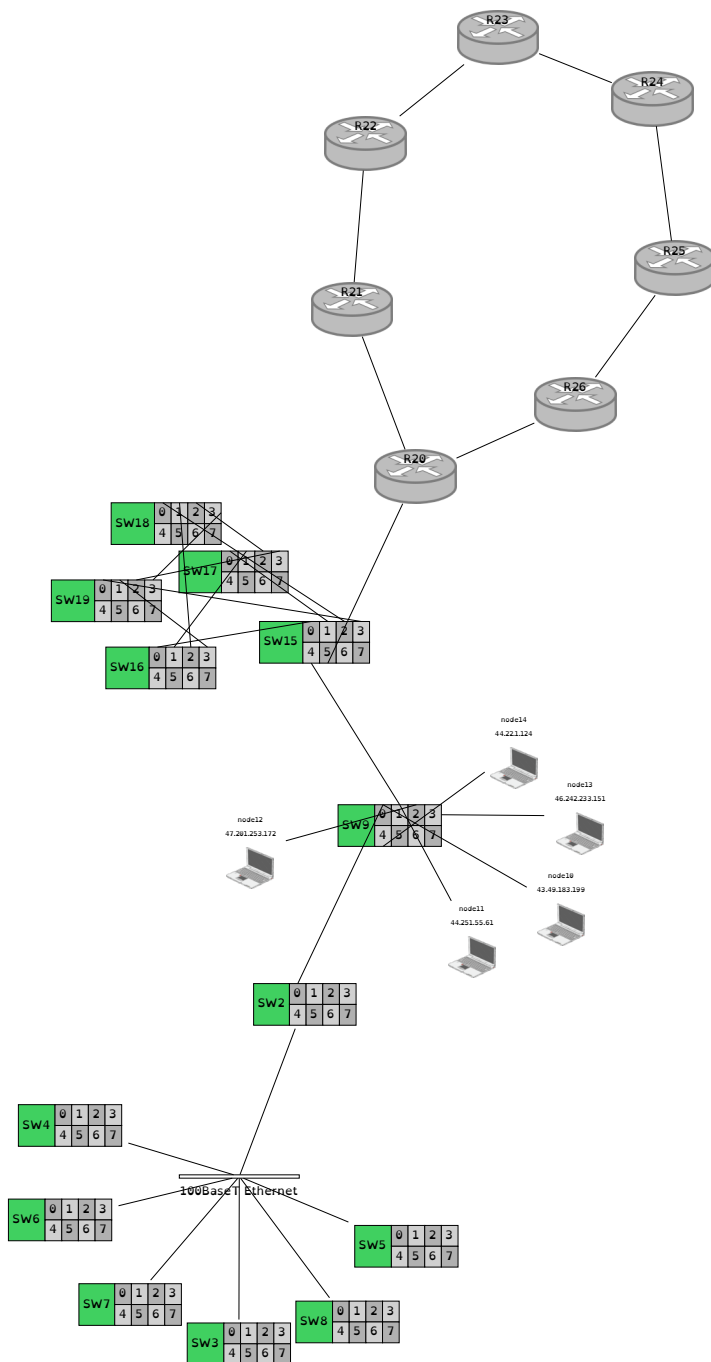 R23
R24
R22
R25
R21
R26
R20
SW18
0 1 2 3
4 5 6 7
SW17
0 1 2 3
4 5 6 7
SW19
0 1 2 3
4 5 6 7
SW15
0 1 2 3
4 5 6 7
SW16
0 1 2 3
4 5 6 7
node14
44.22.1.124
node13
46.242.233.151
SW9
0 1 2 3
4 5 6 7
node12
47.201.253.172
node10
43.49.183.199
node11
44.251.55.61
SW2
0 1 2 3
4 5 6 7
SW4
0 1 2 3
4 5 6 7
100BaseT Ethernet
SW6
0 1 2 3
4 5 6 7
SW5
0 1 2 3
4 5 6 7
SW7
0 1 2 3
4 5 6 7
SW8
0 1 2 3
4 5 6 7
SW3
0 1 2 3
4 5 6 7